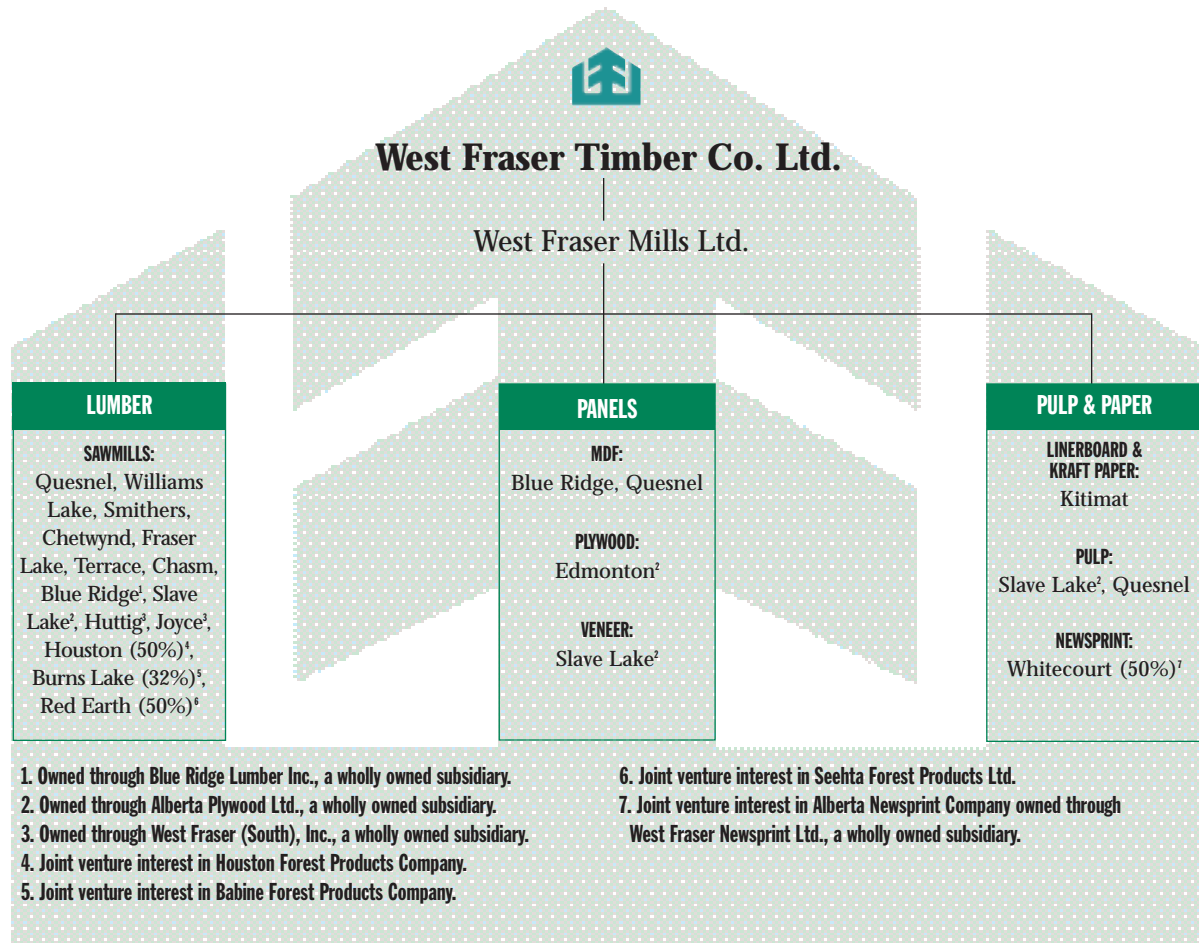 West Fraser Timber Co. Ltd.
West Fraser Mills Ltd.
LUMBER
SAWMILLS:
Quesnel, Williams
Lake, Smithers,
Chetwynd, Fraser
Lake, Terrace, Chasm,
Blue Ridge¹, Slave
Lake², Huttig³, Joyce³,
Houston (50%)⁴,
Burns Lake (32%)⁵,
Red Earth (50%)⁶
PANELS
MDF:
Blue Ridge, Quesnel
PLYWOOD:
Edmonton²
VENEER:
Slave Lake²
PULP & PAPER
LINERBOARD &
KRAFT PAPER:
Kitimat
PULP:
Slave Lake², Quesnel
NEWSPRINT:
Whitecourt (50%)⁷
1. Owned through Blue Ridge Lumber Inc., a wholly owned subsidiary.
2. Owned through Alberta Plywood Ltd., a wholly owned subsidiary.
3. Owned through West Fraser (South), Inc., a wholly owned subsidiary.
4. Joint venture interest in Houston Forest Products Company.
5. Joint venture interest in Babine Forest Products Company.
6. Joint venture interest in Seehta Forest Products Ltd.
7. Joint venture interest in Alberta Newsprint Company owned through
West Fraser Newsprint Ltd., a wholly owned subsidiary.